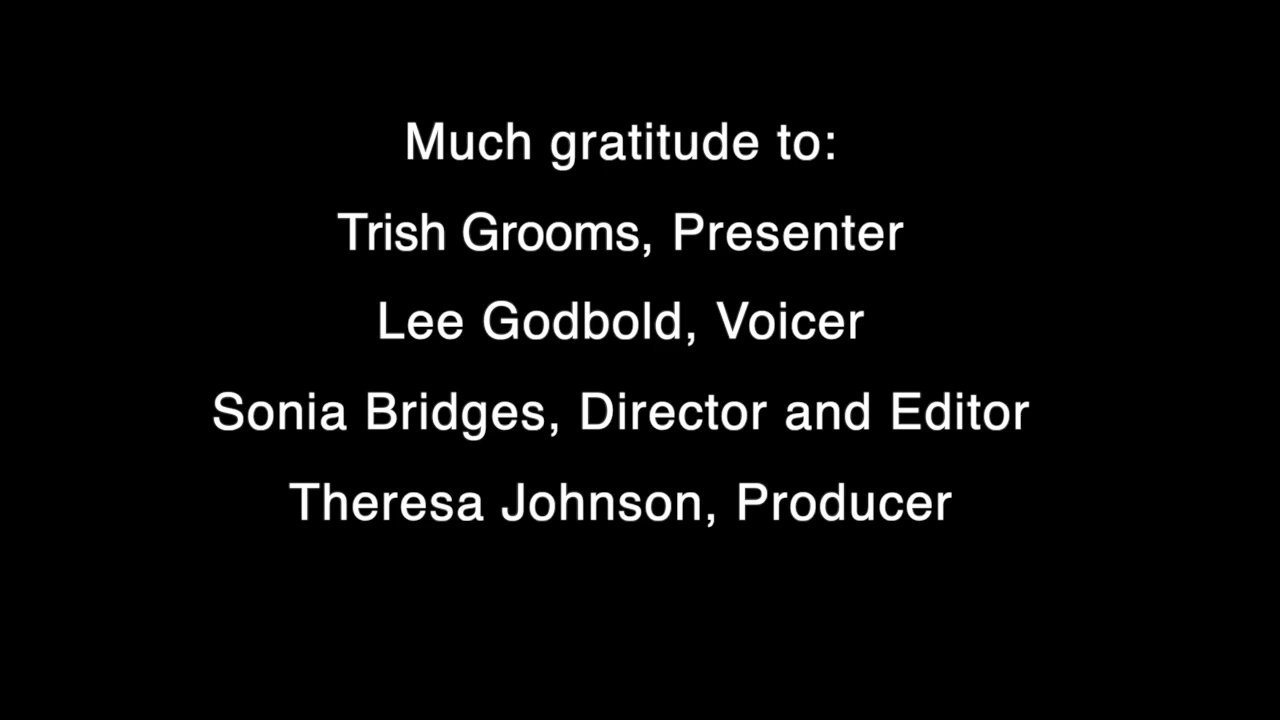 Much gratitude to:
Trish Grooms, Presenter
Lee Godbold, Voicer
Sonia Bridges, Director and Editor
Theresa Johnson, Producer